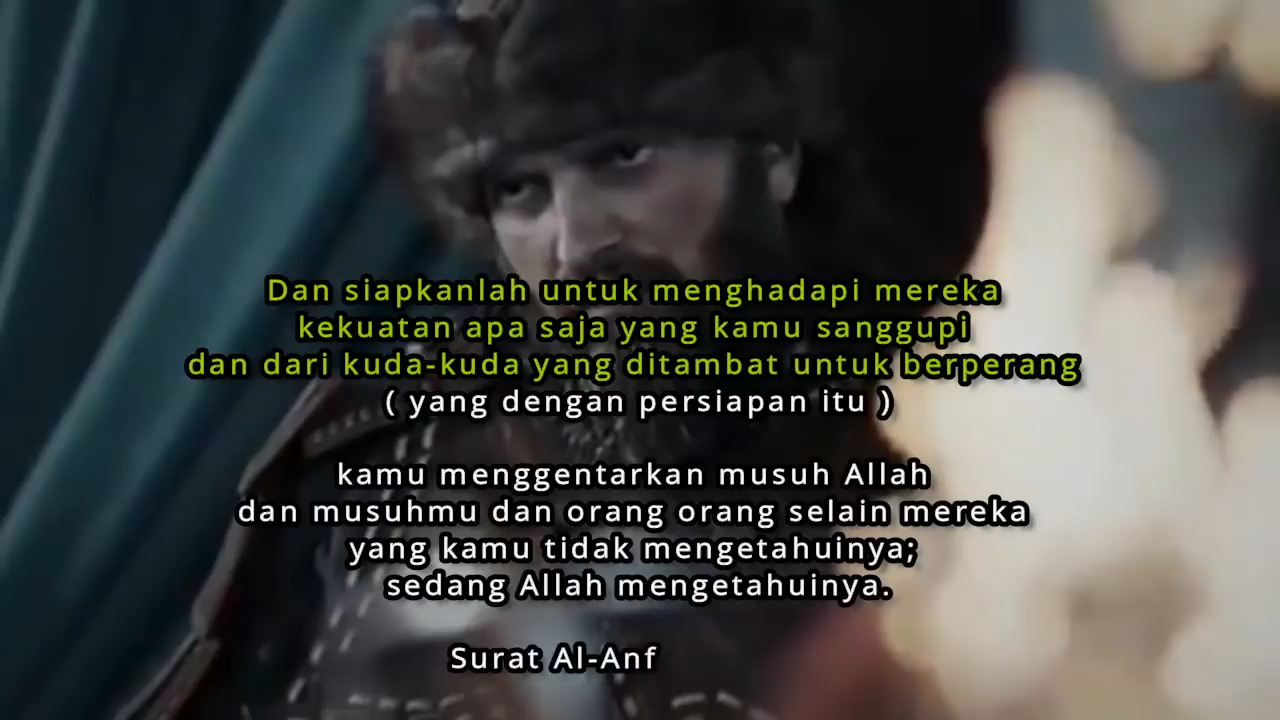 Dan siapkanlah untuk menghadapi mereka
kekuatan apa saja yang kamu sanggupi
dan dari kuda-kuda yang ditambat untuk berperang
( yang dengan persiapan itu )
kamu menggentarkan musuh Allah
dan musuhmu dan orang orang selain mereka
yang kamu tidak mengetahuinya;
sedang Allah mengetahuinya.
Surat Al-Anf